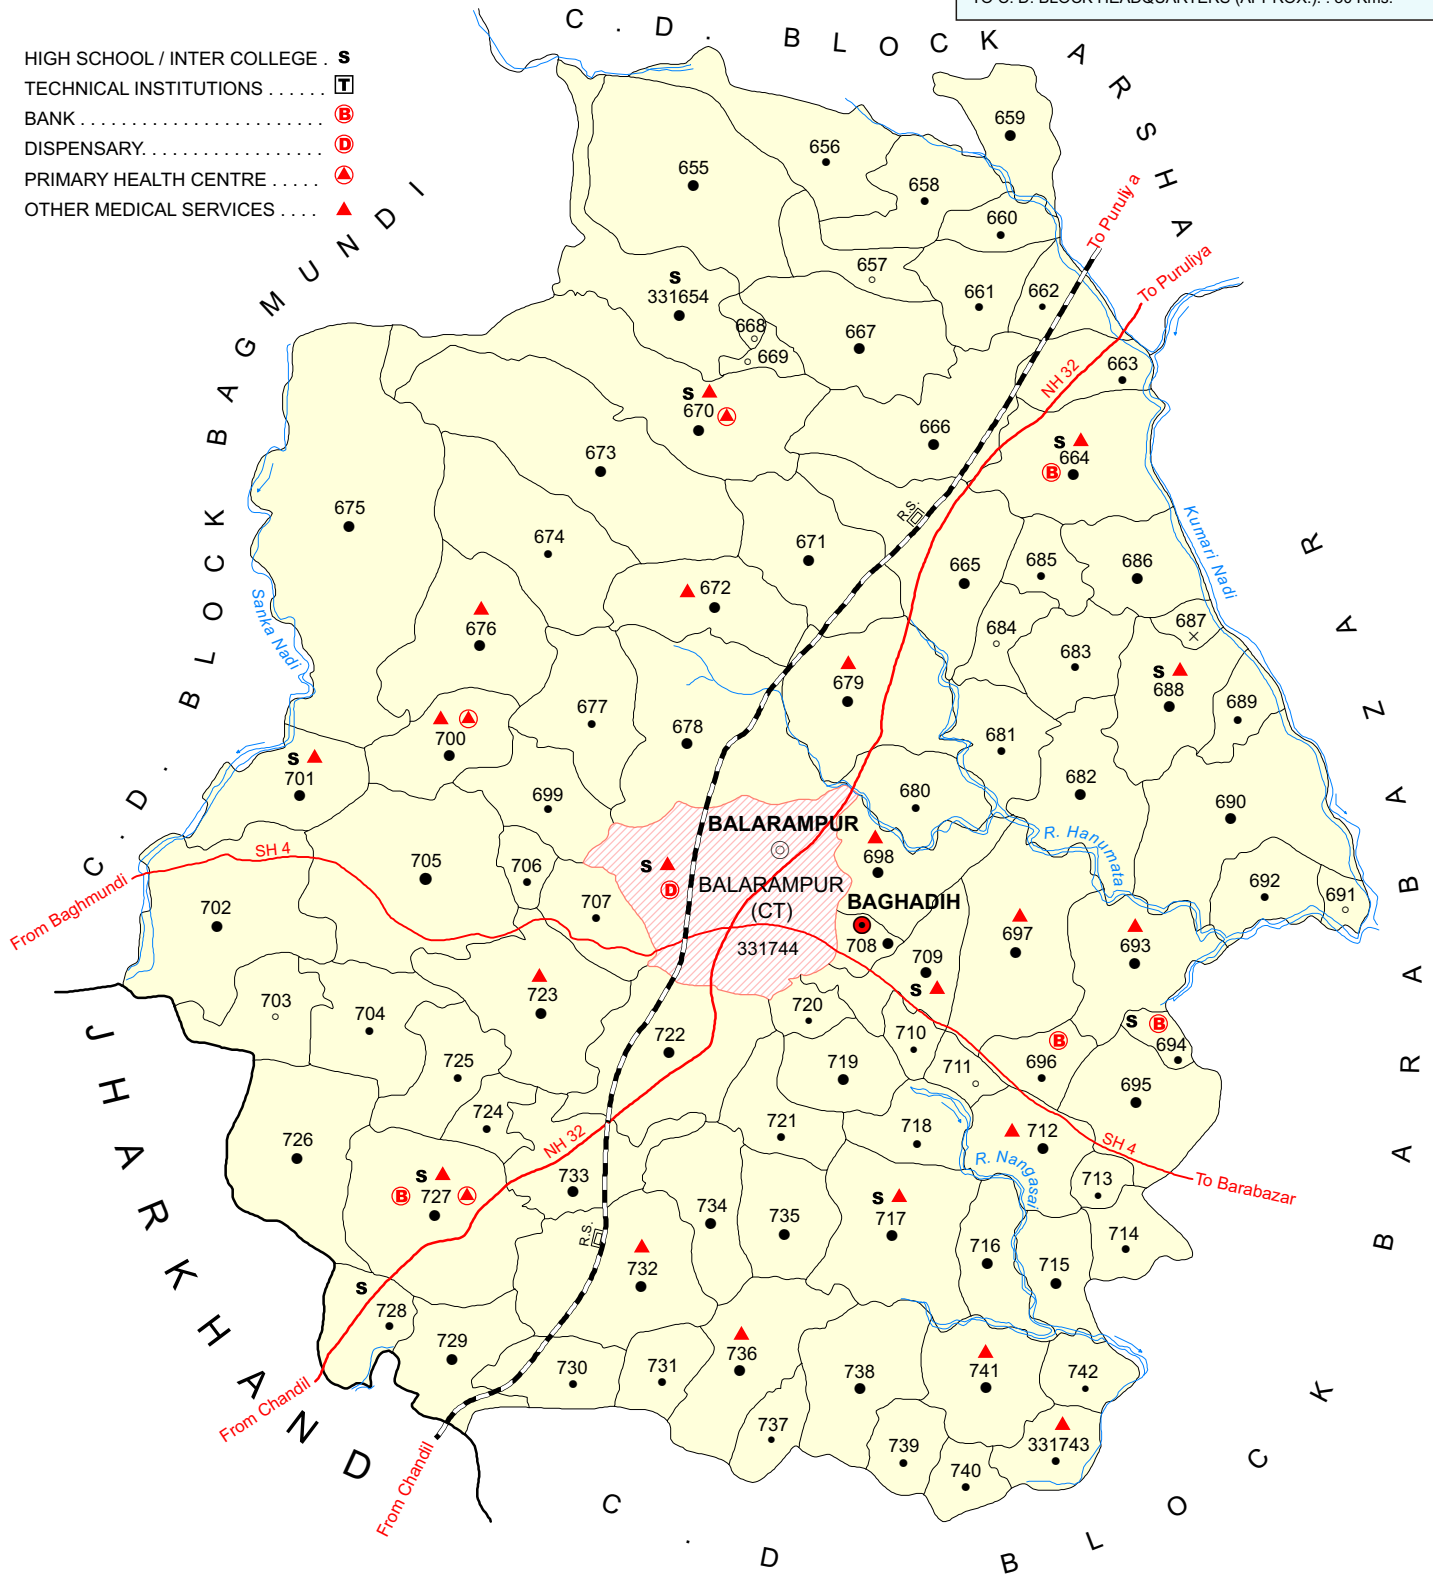 TO C. D. BLOCK HEADQUARTERS (APPROX.). : 60 Kms.
C . D . BLOCK ARSHA
HIGH SCHOOL / INTER COLLEGE . S
TECHNICAL INSTITUTIONS . . . . . . T
BANK . . . . . . . . . . . . . . . . . . . . . . . . B
DISPENSARY. . . . . . . . . . . . . . . . . . D
PRIMARY HEALTH CENTRE . . . . .
OTHER MEDICAL SERVICES . . . .
C . D . BLOCK BAGMUNDI
659
656
655
658
660
To Puruliya
657
To Puruliya
S
331654
661
662
668
667
669
663
NH 32
S
670
666
S
664
B
673
675
R.S.
Kumari Nadi
674
671
665
685
686
672
Sanka Nadi
676
684
687
683
S
679
688
689
677
678
700
681
S
701
682
699
680
690
BALARAMPUR
R. Hanumata
SH 4
705
706
S
698
D
BALARAMPUR
(CT)
From Baghmundi
702
707
BAGHADIH
692
691
708
331744
697
693
709
S
703
704
723
720
722
710
S
B
694
B
711
696
719
725
695
724
721
718
712
SH 4
726
NH 32
R. Nangasai
713
To Barabazar
S
B
727
733
734
735
S
717
714
R.S.
716
715
732
S
728
729
730
731
736
738
741
742
From Chandil
737
739
331743
740
From Chandil
JHARKHAND
C . D BLOCK BARABAZAR